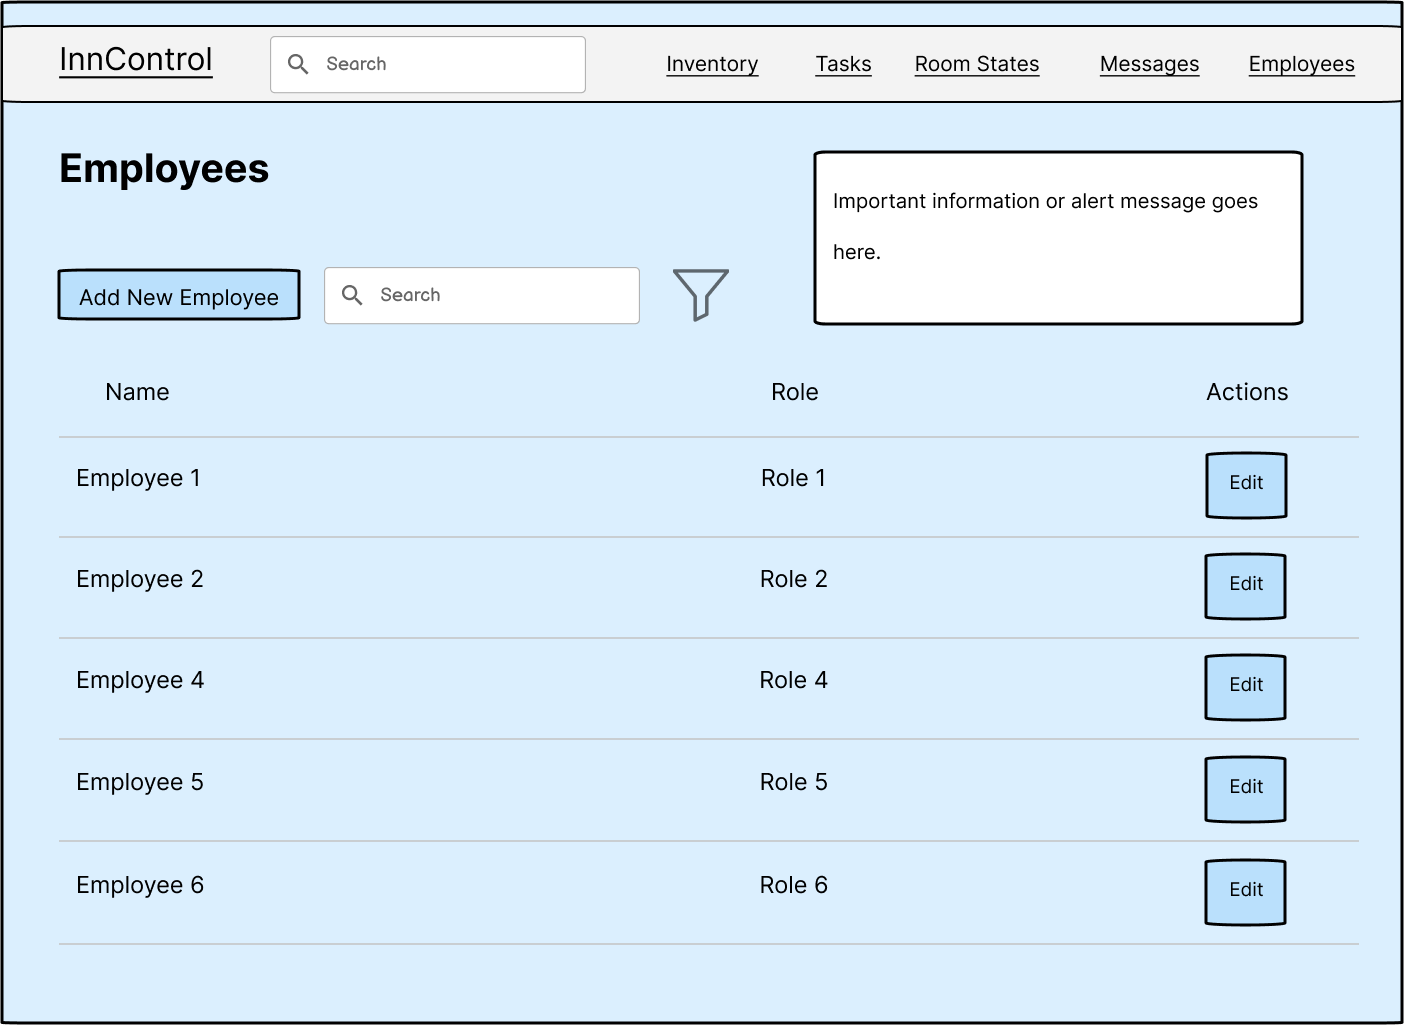 InnControl
Search
Inventory
Tasks
Room States
Messages
Employees
Employees
Important information or alert message goes
here.
Add New Employee
Search
Name
Role
Actions
Employee 1
Role 1
Edit
Employee 2
Role 2
Edit
Employee 4
Role 4
Edit
Employee 5
Role 5
Edit
Employee 6
Role 6
Edit